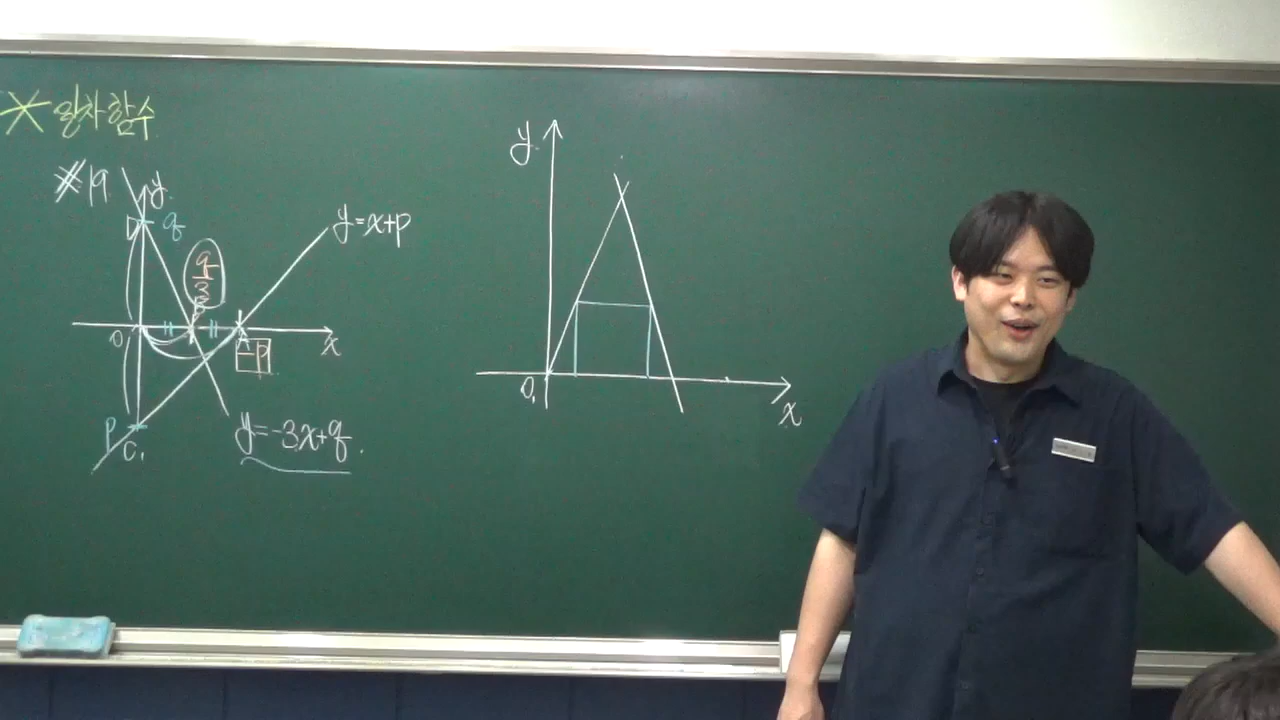 일차함수
19
y
D
q
y=x+p
q
3
B
O
A
-p
x
y=-3x+q.
p
C
y
O
x